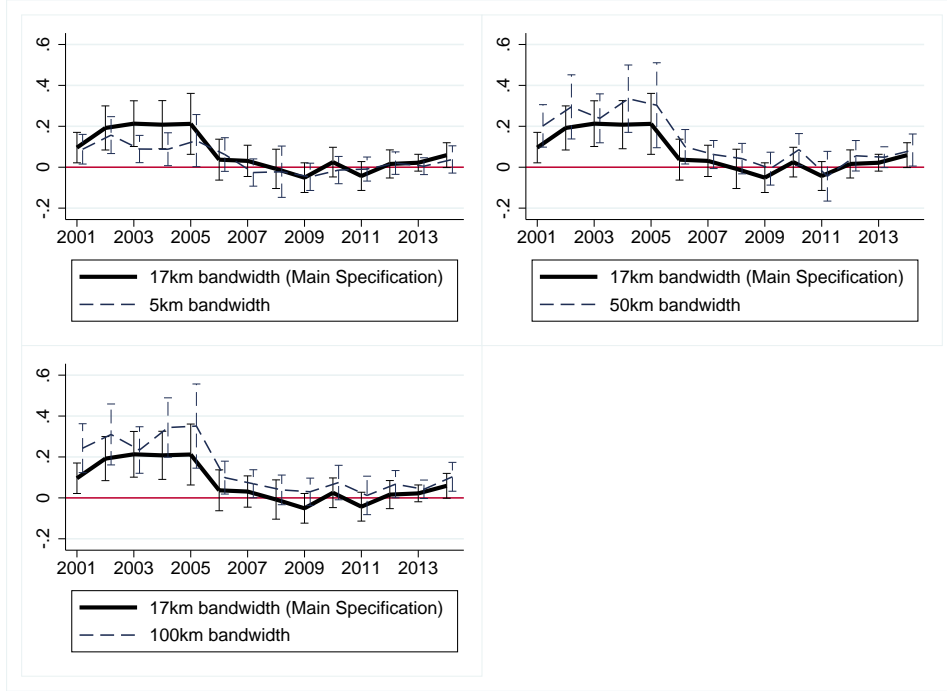 .6
.4
.2
0
-.2
2001 2003 2005 2007 2009 2011 2013
17km bandwidth (Main Specification)
5km bandwidth
.6
.4
.2
0
-.2
2001 2003 2005 2007 2009 2011 2013
17km bandwidth (Main Specification)
50km bandwidth
.6
.4
.2
0
-.2
2001 2003 2005 2007 2009 2011 2013
17km bandwidth (Main Specification)
100km bandwidth